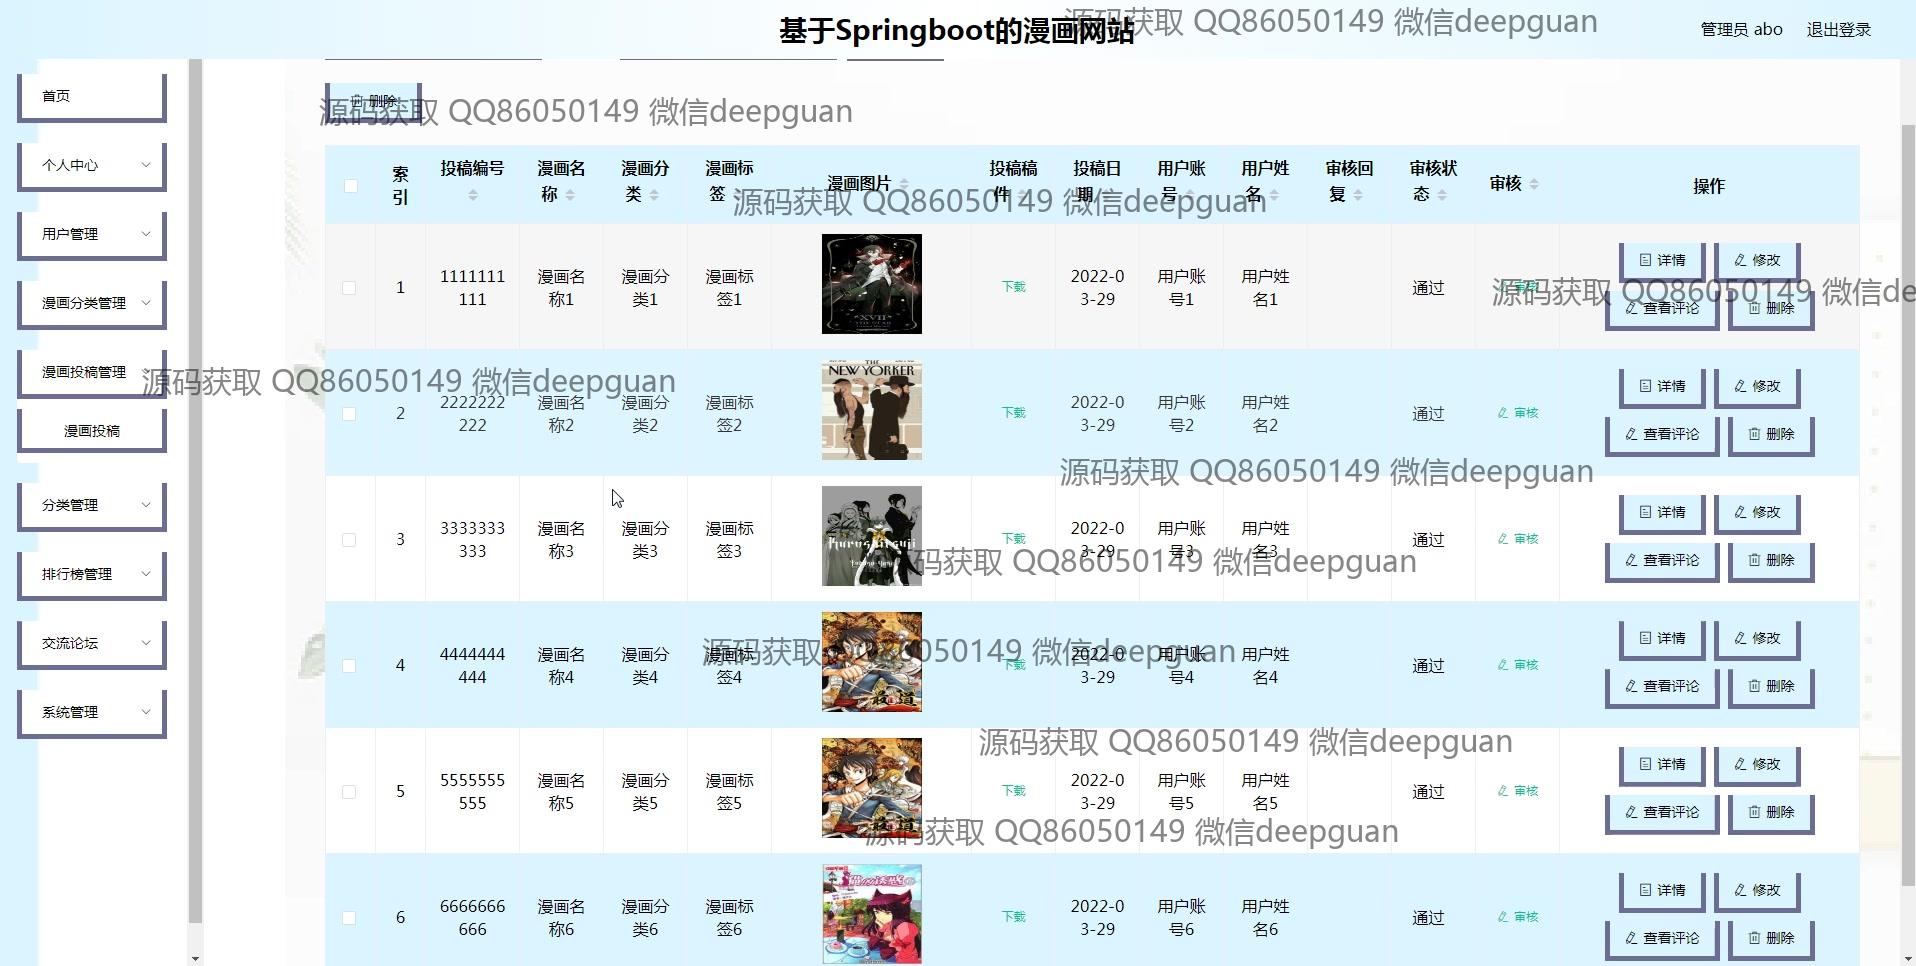 基于Springboot的漫画网站
源码获取 QQ86050149 微信deepguan
管理员 abo 退出登录
首页
个人中心
用户管理
漫画分类管理
漫画投稿管理
漫画投稿
分类管理
排行榜管理
交流论坛
系统管理
删除
源码获取 QQ86050149 微信deepguan
索引 投稿编号 漫画名称 漫画分类 漫画标签 漫画图片 投稿稿件 投稿日期 用户账号 用户姓名 审核回复 审核状态 审核 操作
源码获取 QQ86050149 微信deepguan
1 1111111111 漫画名称1 漫画分类1 漫画标签1 下载 2022-03-29 用户账号1 用户姓名1 通过 审核 详情 修改 查看评论 删除
XVII
THE STAR
源码获取 QQ86050149 微信de
源码获取 QQ86050149 微信deepguan
2 2222222222 漫画名称2 漫画分类2 漫画标签2 下载 2022-03-29 用户账号2 用户姓名2 通过 审核 详情 修改 查看评论 删除
THE
NEW YORKER
源码获取 QQ86050149 微信deepguan
3 3333333333 漫画名称3 漫画分类3 漫画标签3 下载 2022-03-29 用户账号3 用户姓名3 通过 审核 详情 修改 查看评论 删除
Kuroshitsuji
码获取 QQ86050149 微信deepguan
4 4444444444 漫画名称4 漫画分类4 漫画标签4 下载 2022-03-29 用户账号4 用户姓名4 通过 审核 详情 修改 查看评论 删除
源码获取 QQ86050149 微信deepguan
源码获取 QQ86050149 微信deepguan
5 5555555555 漫画名称5 漫画分类5 漫画标签5 下载 2022-03-29 用户账号5 用户姓名5 通过 审核 详情 修改 查看评论 删除
源码获取 QQ86050149 微信deepguan
6 6666666666 漫画名称6 漫画分类6 漫画标签6 下载 2022-03-29 用户账号6 用户姓名6 通过 审核 详情 修改 查看评论 删除